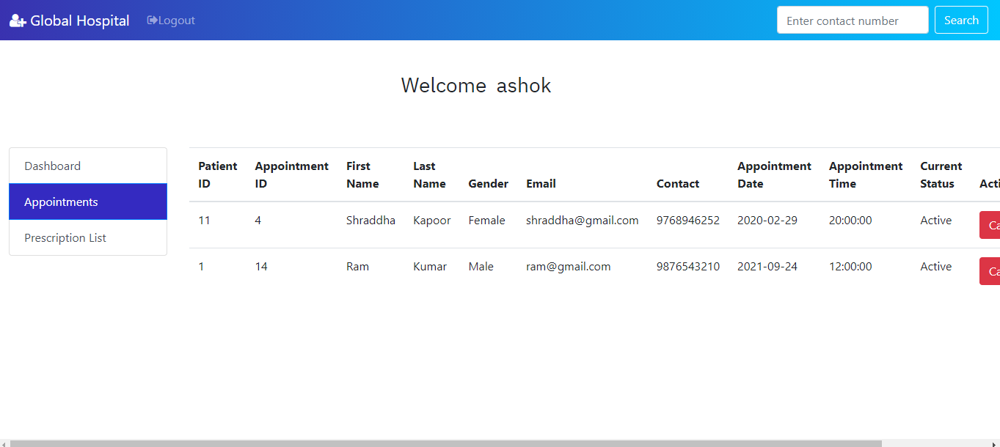 Global Hospital Logout Enter contact number Search
Welcome ashok
Dashboard
Appointments
Prescription List
Patient ID Appointment ID First Name Last Name Gender Email Contact Appointment Date Appointment Time Current Status Acti
11 4 Shraddha Kapoor Female shraddha@gmail.com 9768946252 2020-02-29 20:00:00 Active Ca
1 14 Ram Kumar Male ram@gmail.com 9876543210 2021-09-24 12:00:00 Active Ca